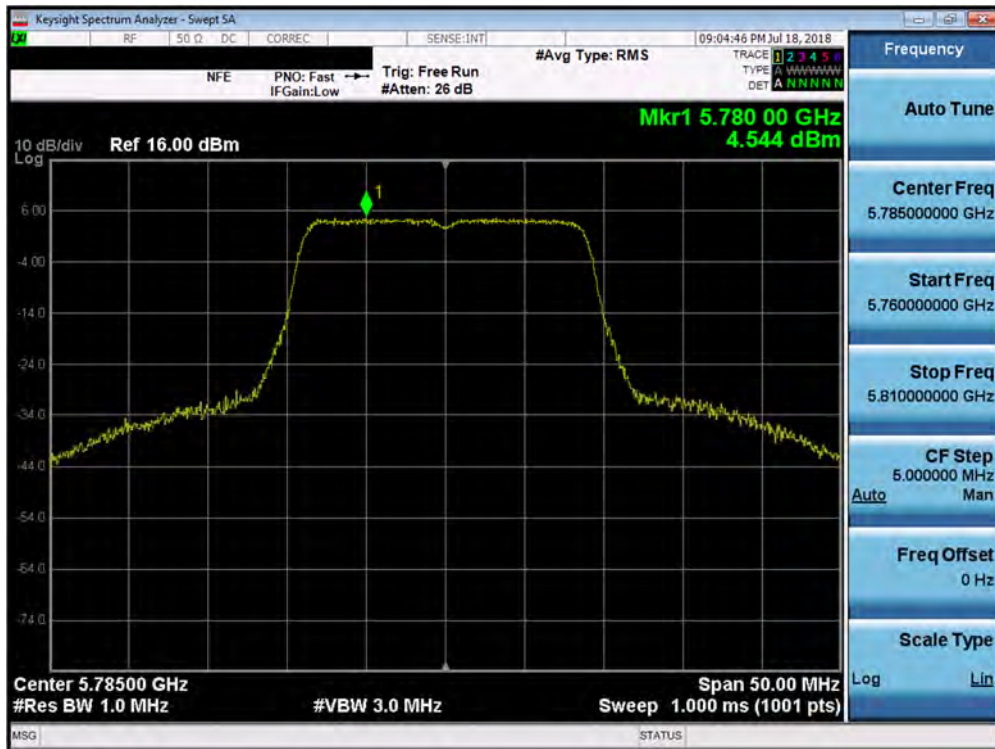 Keysight Spectrum Analyzer - Swept SA
LXI RF 50 Ω DC CORREC SENSE:INT 09:04:46 PM Jul 18, 2018
NFE PNO: Fast Trig: Free Run #Avg Type: RMS TRACE 1 2 3 4 5 6
IFGain:Low #Atten: 26 dB TYPE A WWWWW
DET A N N N N N
Mkr1 5.780 00 GHz
4.544 dBm
10 dB/div Ref 16.00 dBm
Log
1
6.00
-4.00
-14.0
-24.0
-34.0
-44.0
-54.0
-64.0
-74.0
Center 5.78500 GHz Span 50.00 MHz
#Res BW 1.0 MHz #VBW 3.0 MHz Sweep 1.000 ms (1001 pts)
MSG STATUS
Frequency
Auto Tune
Center Freq
5.785000000 GHz
Start Freq
5.760000000 GHz
Stop Freq
5.810000000 GHz
CF Step
5.000000 MHz
Auto Man
Freq Offset
0 Hz
Scale Type
Log Lin